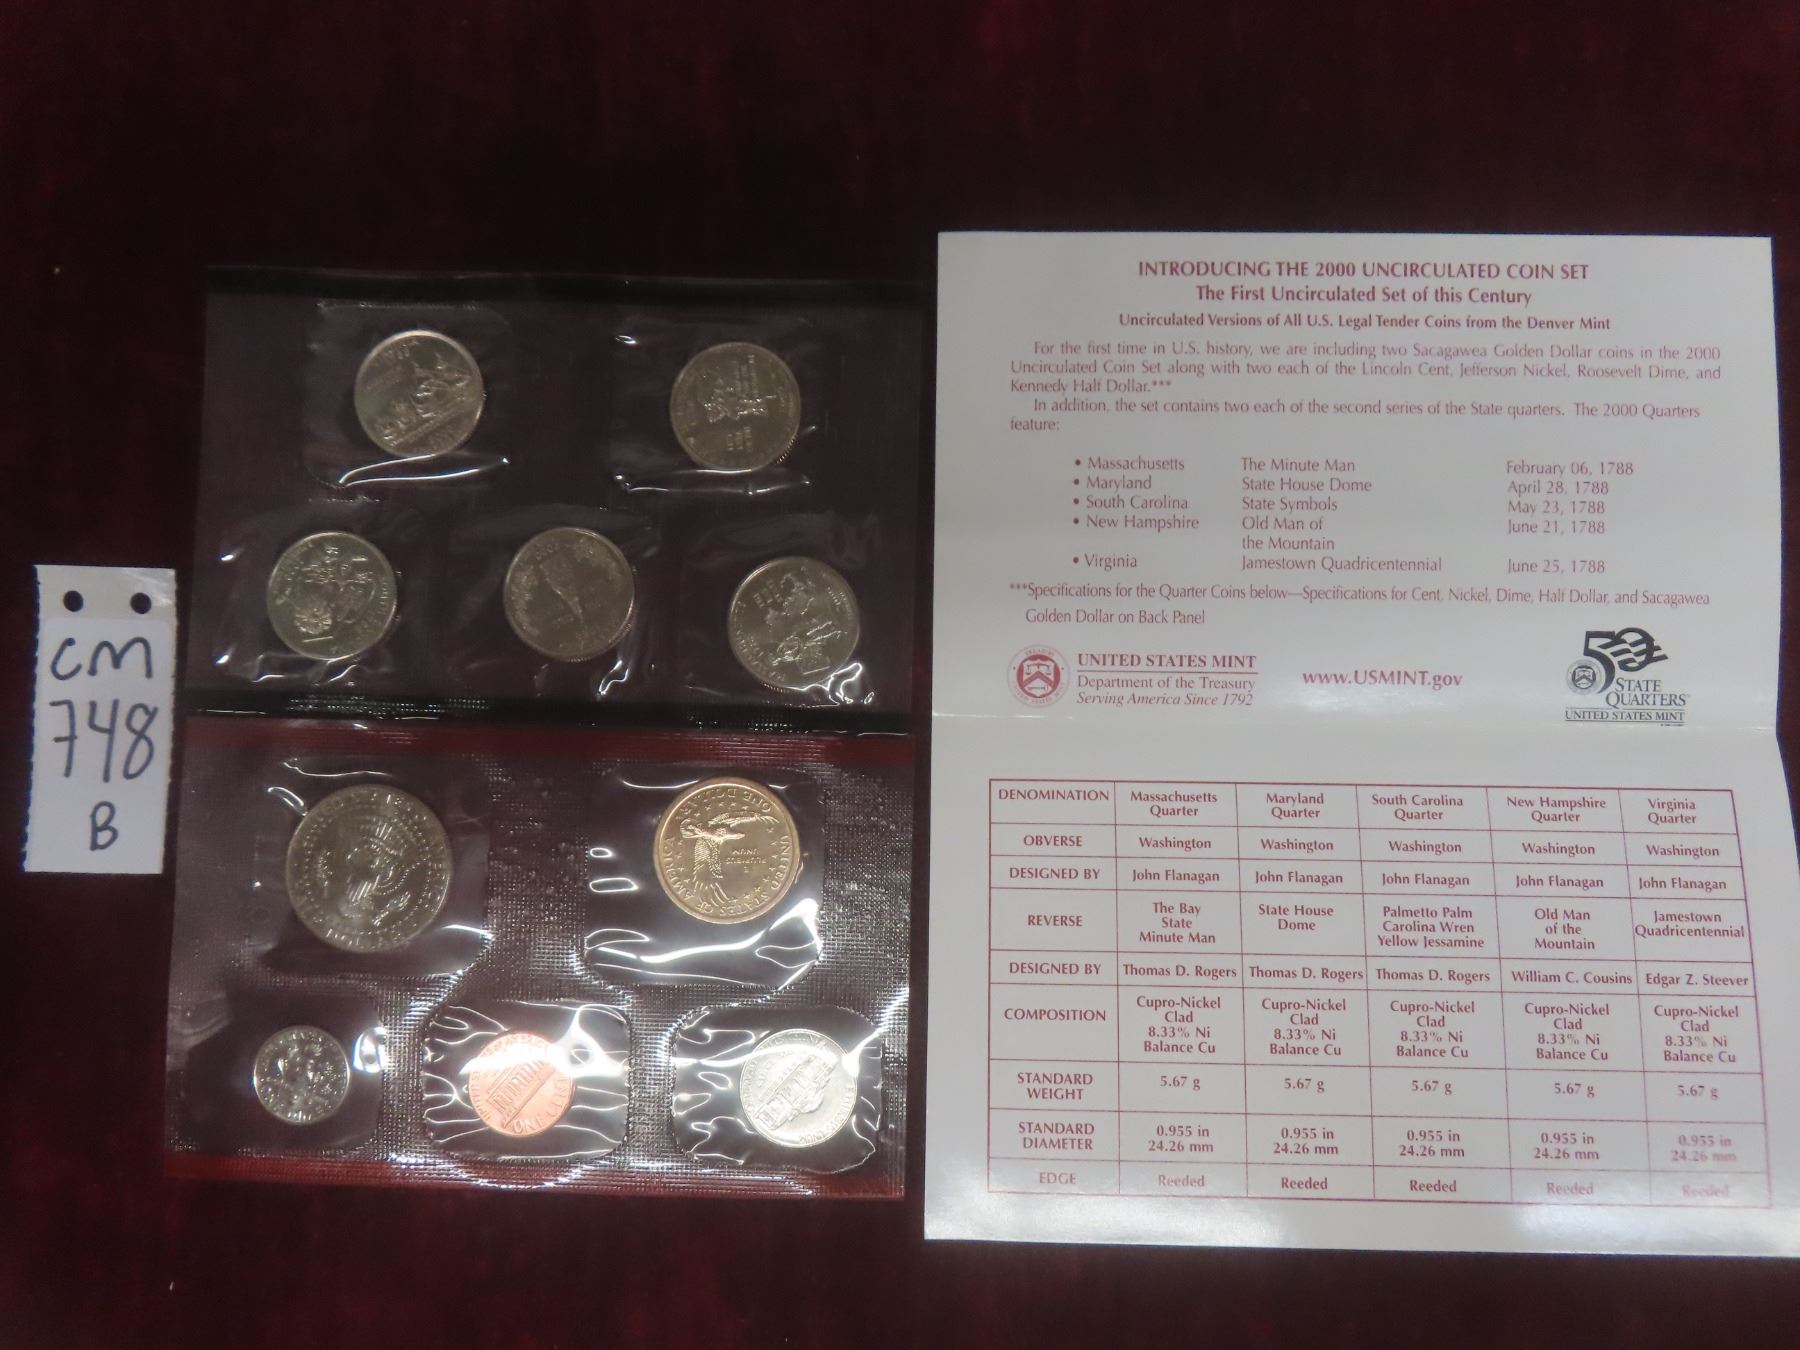 CM
748
B
INTRODUCING THE 2000 UNCIRCULATED COIN SET
The First Uncirculated Set of this Century
Uncirculated Versions of All U.S. Legal Tender Coins from the Denver Mint
For the first time in U.S. history, we are including two Sacagawea Golden Dollar coins in the 2000
Uncirculated Coin Set along with two each of the Lincoln Cent, Jefferson Nickel, Roosevelt Dime, and
Kennedy Half Dollar.***
In addition, the set contains two each of the second series of the State quarters. The 2000 Quarters
feature:
• Massachusetts The Minute Man February 06, 1788
• Maryland State House Dome April 28, 1788
• South Carolina State Symbols May 23, 1788
• New Hampshire Old Man of June 21, 1788
the Mountain
• Virginia Jamestown Quadricentennial June 25, 1788
***Specifications for the Quarter Coins below—Specifications for Cent, Nickel, Dime, Half Dollar, and Sacagawea
Golden Dollar on Back Panel
UNITED STATES MINT
Department of the Treasury
Serving America Since 1792
www.USMINT.gov
50
STATE
QUARTERS
UNITED STATES MINT
DENOMINATION Massachusetts Quarter Maryland Quarter South Carolina Quarter New Hampshire Quarter Virginia Quarter
OBVERSE Washington Washington Washington Washington Washington
DESIGNED BY John Flanagan John Flanagan John Flanagan John Flanagan John Flanagan
REVERSE The Bay State Minute Man State House Dome Palmetto Palm Carolina Wren Yellow Jessamine Old Man of the Mountain Jamestown Quadricentennial
DESIGNED BY Thomas D. Rogers Thomas D. Rogers Thomas D. Rogers William C. Cousins Edgar Z. Steever
COMPOSITION Cupro-Nickel Clad 8.33% Ni Balance Cu Cupro-Nickel Clad 8.33% Ni Balance Cu Cupro-Nickel Clad 8.33% Ni Balance Cu Cupro-Nickel Clad 8.33% Ni Balance Cu Cupro-Nickel Clad 8.33% Ni Balance Cu
STANDARD WEIGHT 5.67 g 5.67 g 5.67 g 5.67 g 5.67 g
STANDARD DIAMETER 0.955 in 24.26 mm 0.955 in 24.26 mm 0.955 in 24.26 mm 0.955 in 24.26 mm 0.955 in 24.26 mm
EDGE Reeded Reeded Reeded Reeded Reeded
UNITED STATES OF AMERICA
ONE DOLLAR
E PLURIBUS UNUM
ONE CENT